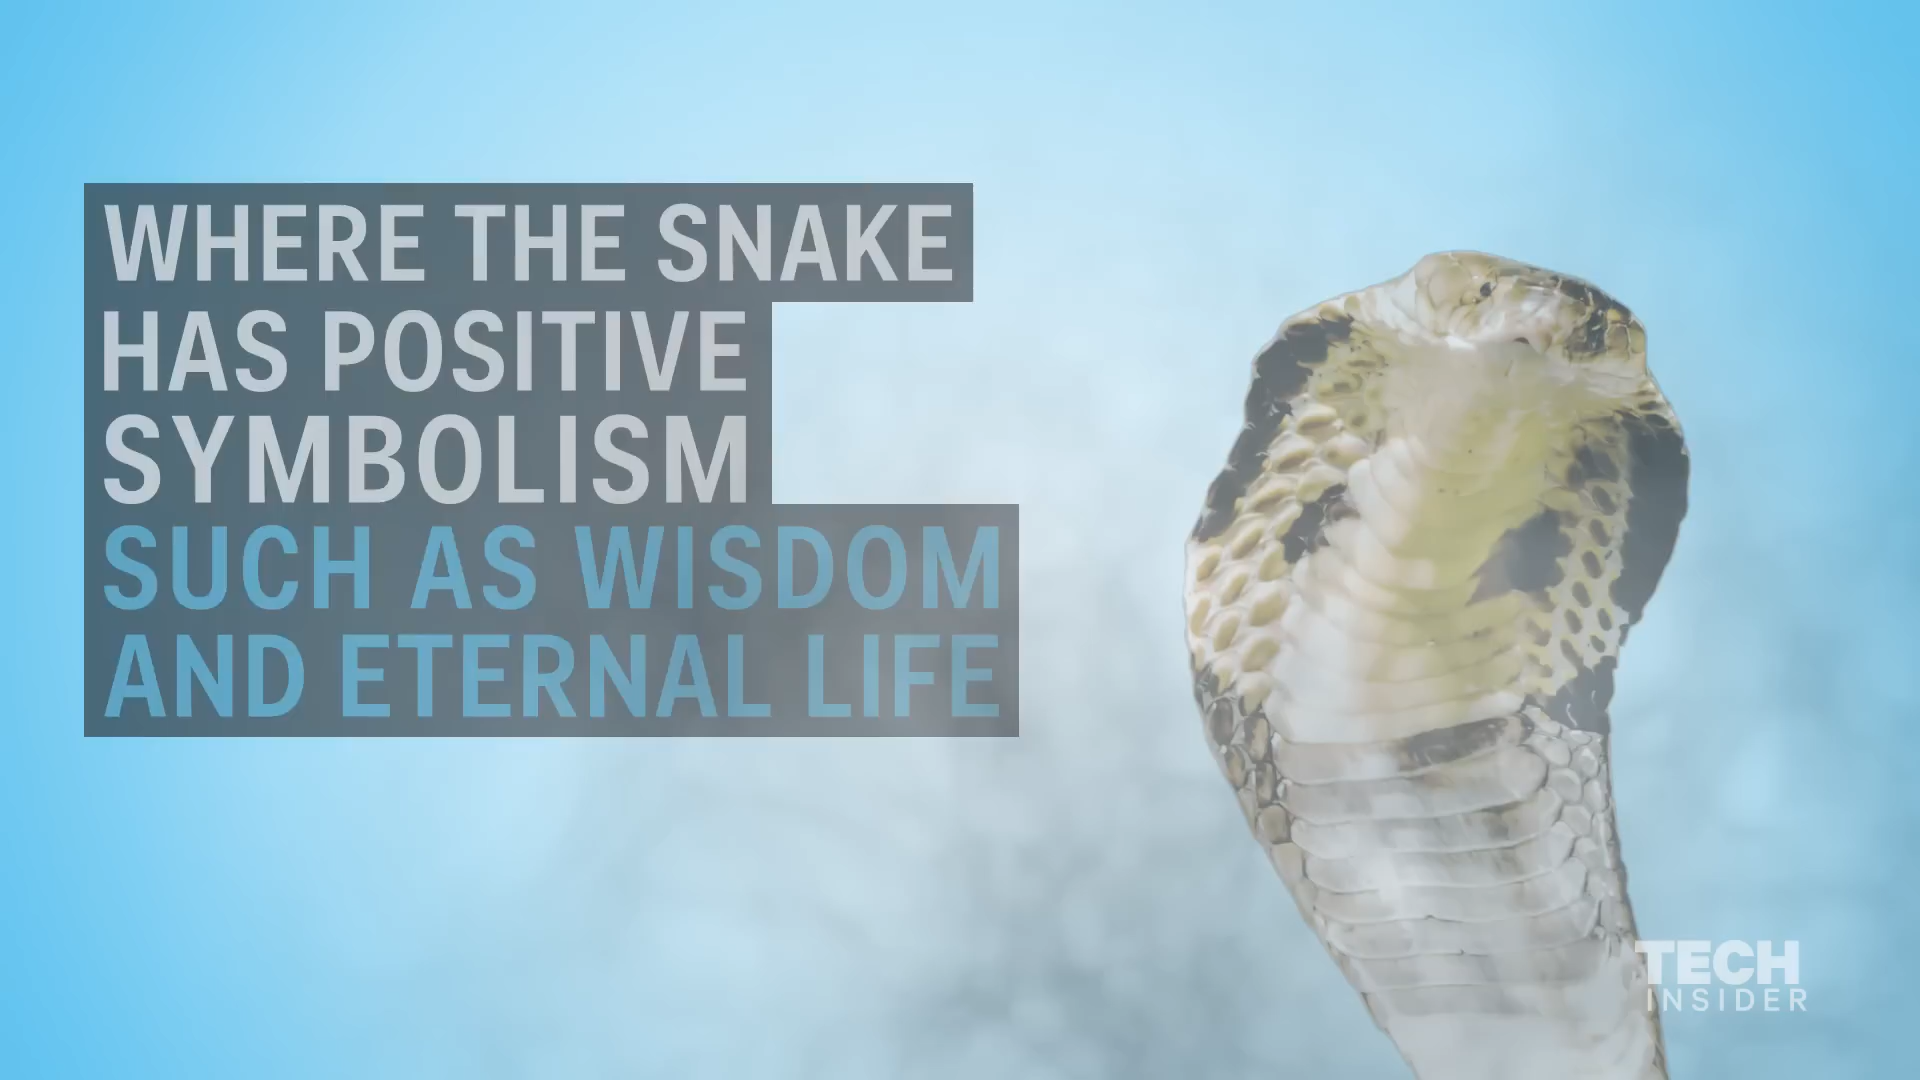 WHERE THE SNAKE
HAS POSITIVE
SYMBOLISM
SUCH AS WISDOM
AND ETERNAL LIFE
TECH
INSIDER